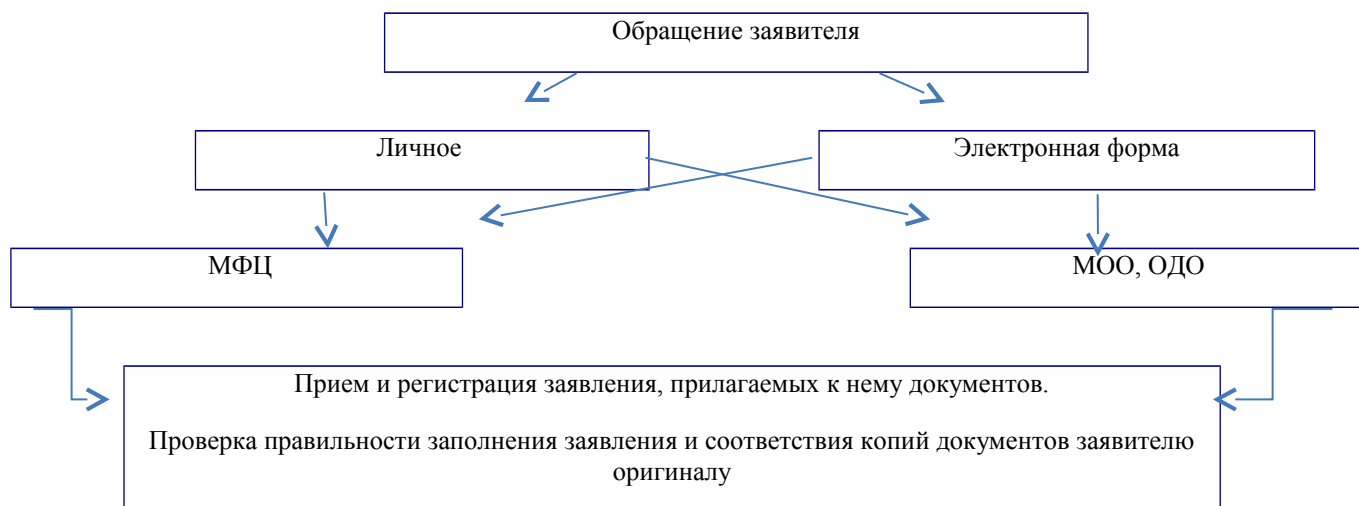 Обращение заявителя
Личное
Электронная форма
МФЦ
МОО, ОДО
Прием и регистрация заявления, прилагаемых к нему документов.
Проверка правильности заполнения заявления и соответствия копий документов заявителю
оригиналу